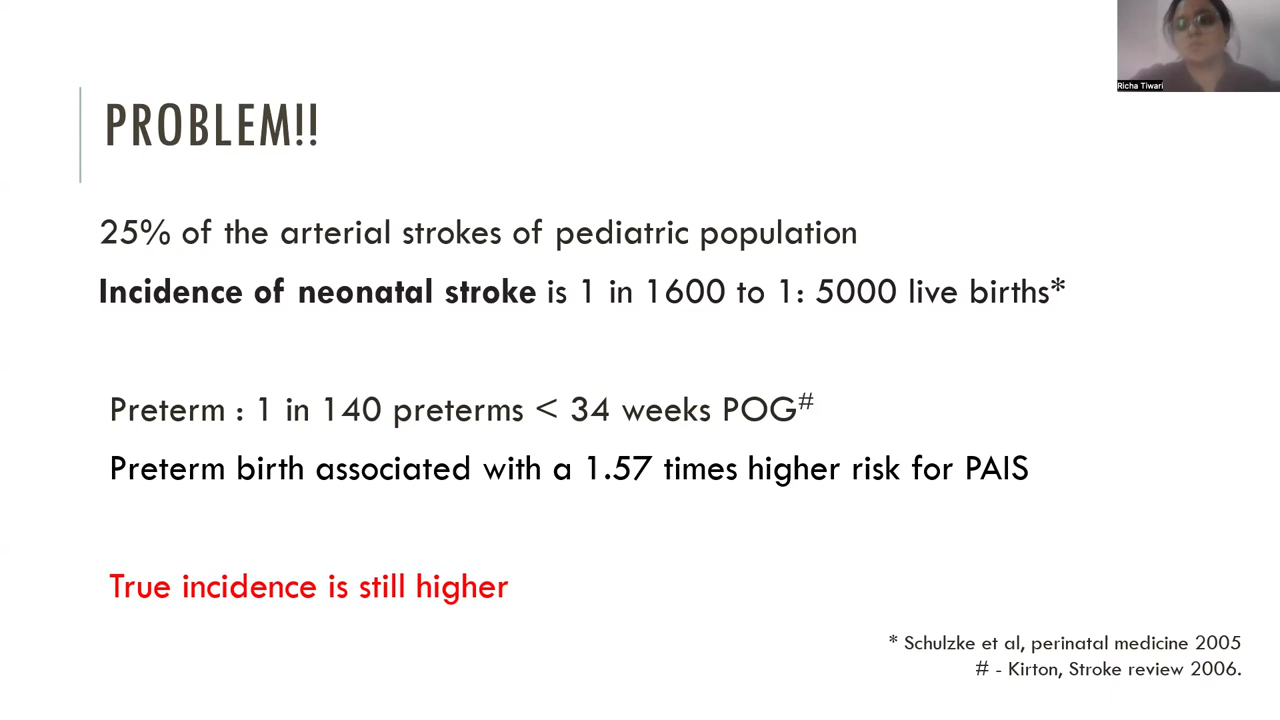 Richa Tiwari
PROBLEM!!
25% of the arterial strokes of pediatric population
Incidence of neonatal stroke is 1 in 1600 to 1: 5000 live births*
Preterm : 1 in 140 preterms < 34 weeks POG#
Preterm birth associated with a 1.57 times higher risk for PAIS
True incidence is still higher
* Schulzke et al, perinatal medicine 2005
# - Kirton, Stroke review 2006.